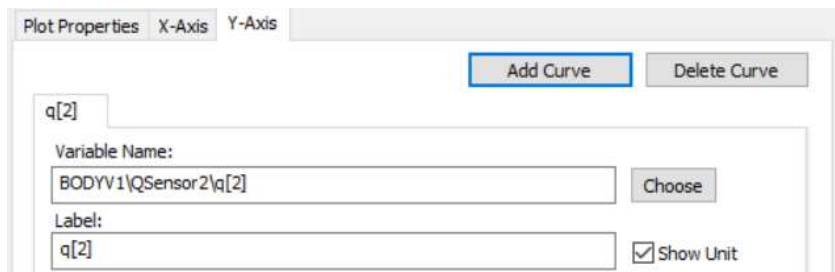 Plot Properties X-Axis Y-Axis
Add Curve Delete Curve
q[2]
Variable Name:
BODYV1\QSensor2\q[2]
Choose
Label:
q[2]
Show Unit